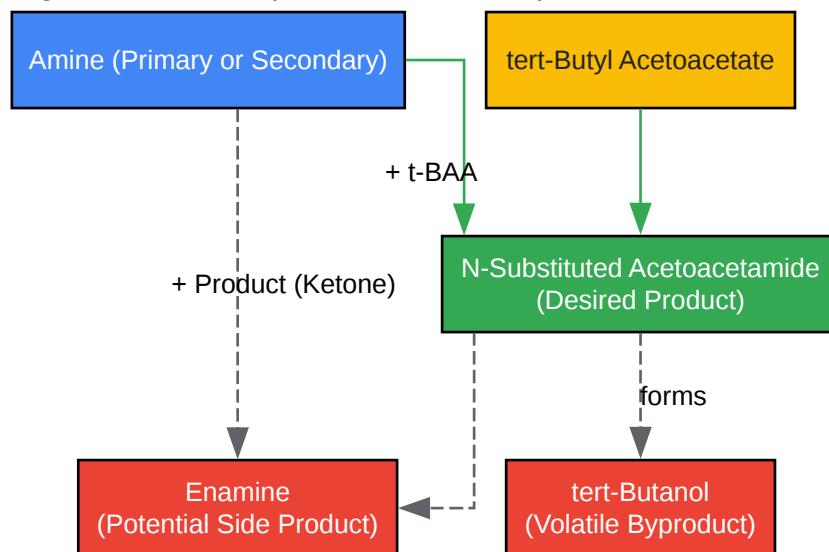 Amine (Primary or Secondary)
tert-Butyl Acetoacetate
+ t-BAA
N-Substituted Acetoacetamide
(Desired Product)
+ Product (Ketone)
forms
Enamine
(Potential Side Product)
tert-Butanol
(Volatile Byproduct)